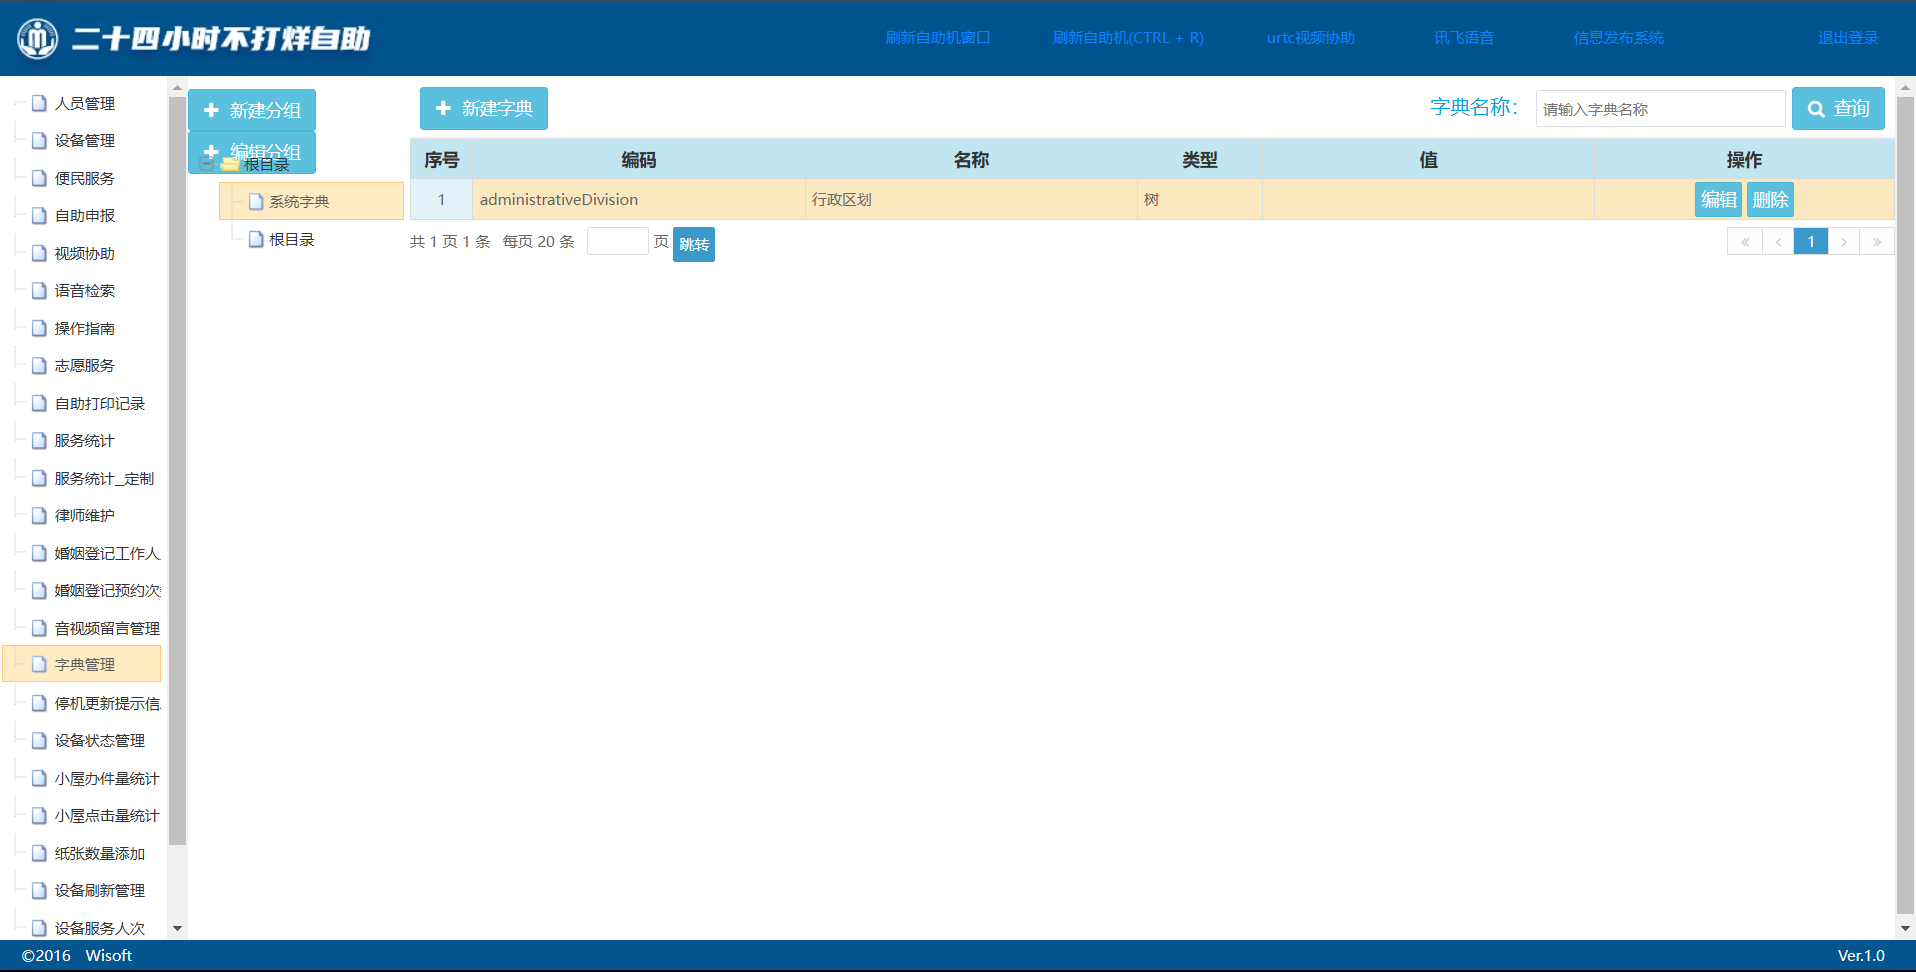 二十四小时不打烊自助
刷新自助机窗口 刷新自助机(CTRL + R) urtc视频协助 讯飞语音 信息发布系统 退出登录
人员管理
设备管理
便民服务
自助申报
视频协助
语音检索
操作指南
志愿服务
自助打印记录
服务统计
服务统计_定制
律师维护
婚姻登记工作人
婚姻登记预约次
音视频留言管理
字典管理
停机更新提示信
设备状态管理
小屋办件量统计
小屋点击量统计
纸张数量添加
设备刷新管理
设备服务人次
新建分组
编辑分组
根目录
系统字典
根目录
新建字典
字典名称： 请输入字典名称 查询
序号 编码 名称 类型 值 操作
1 administrativeDivision 行政区划 树 编辑 删除
共 1 页 1 条 每页 20 条 页 跳转 « ‹ 1 › »
©2016 Wisoft Ver.1.0